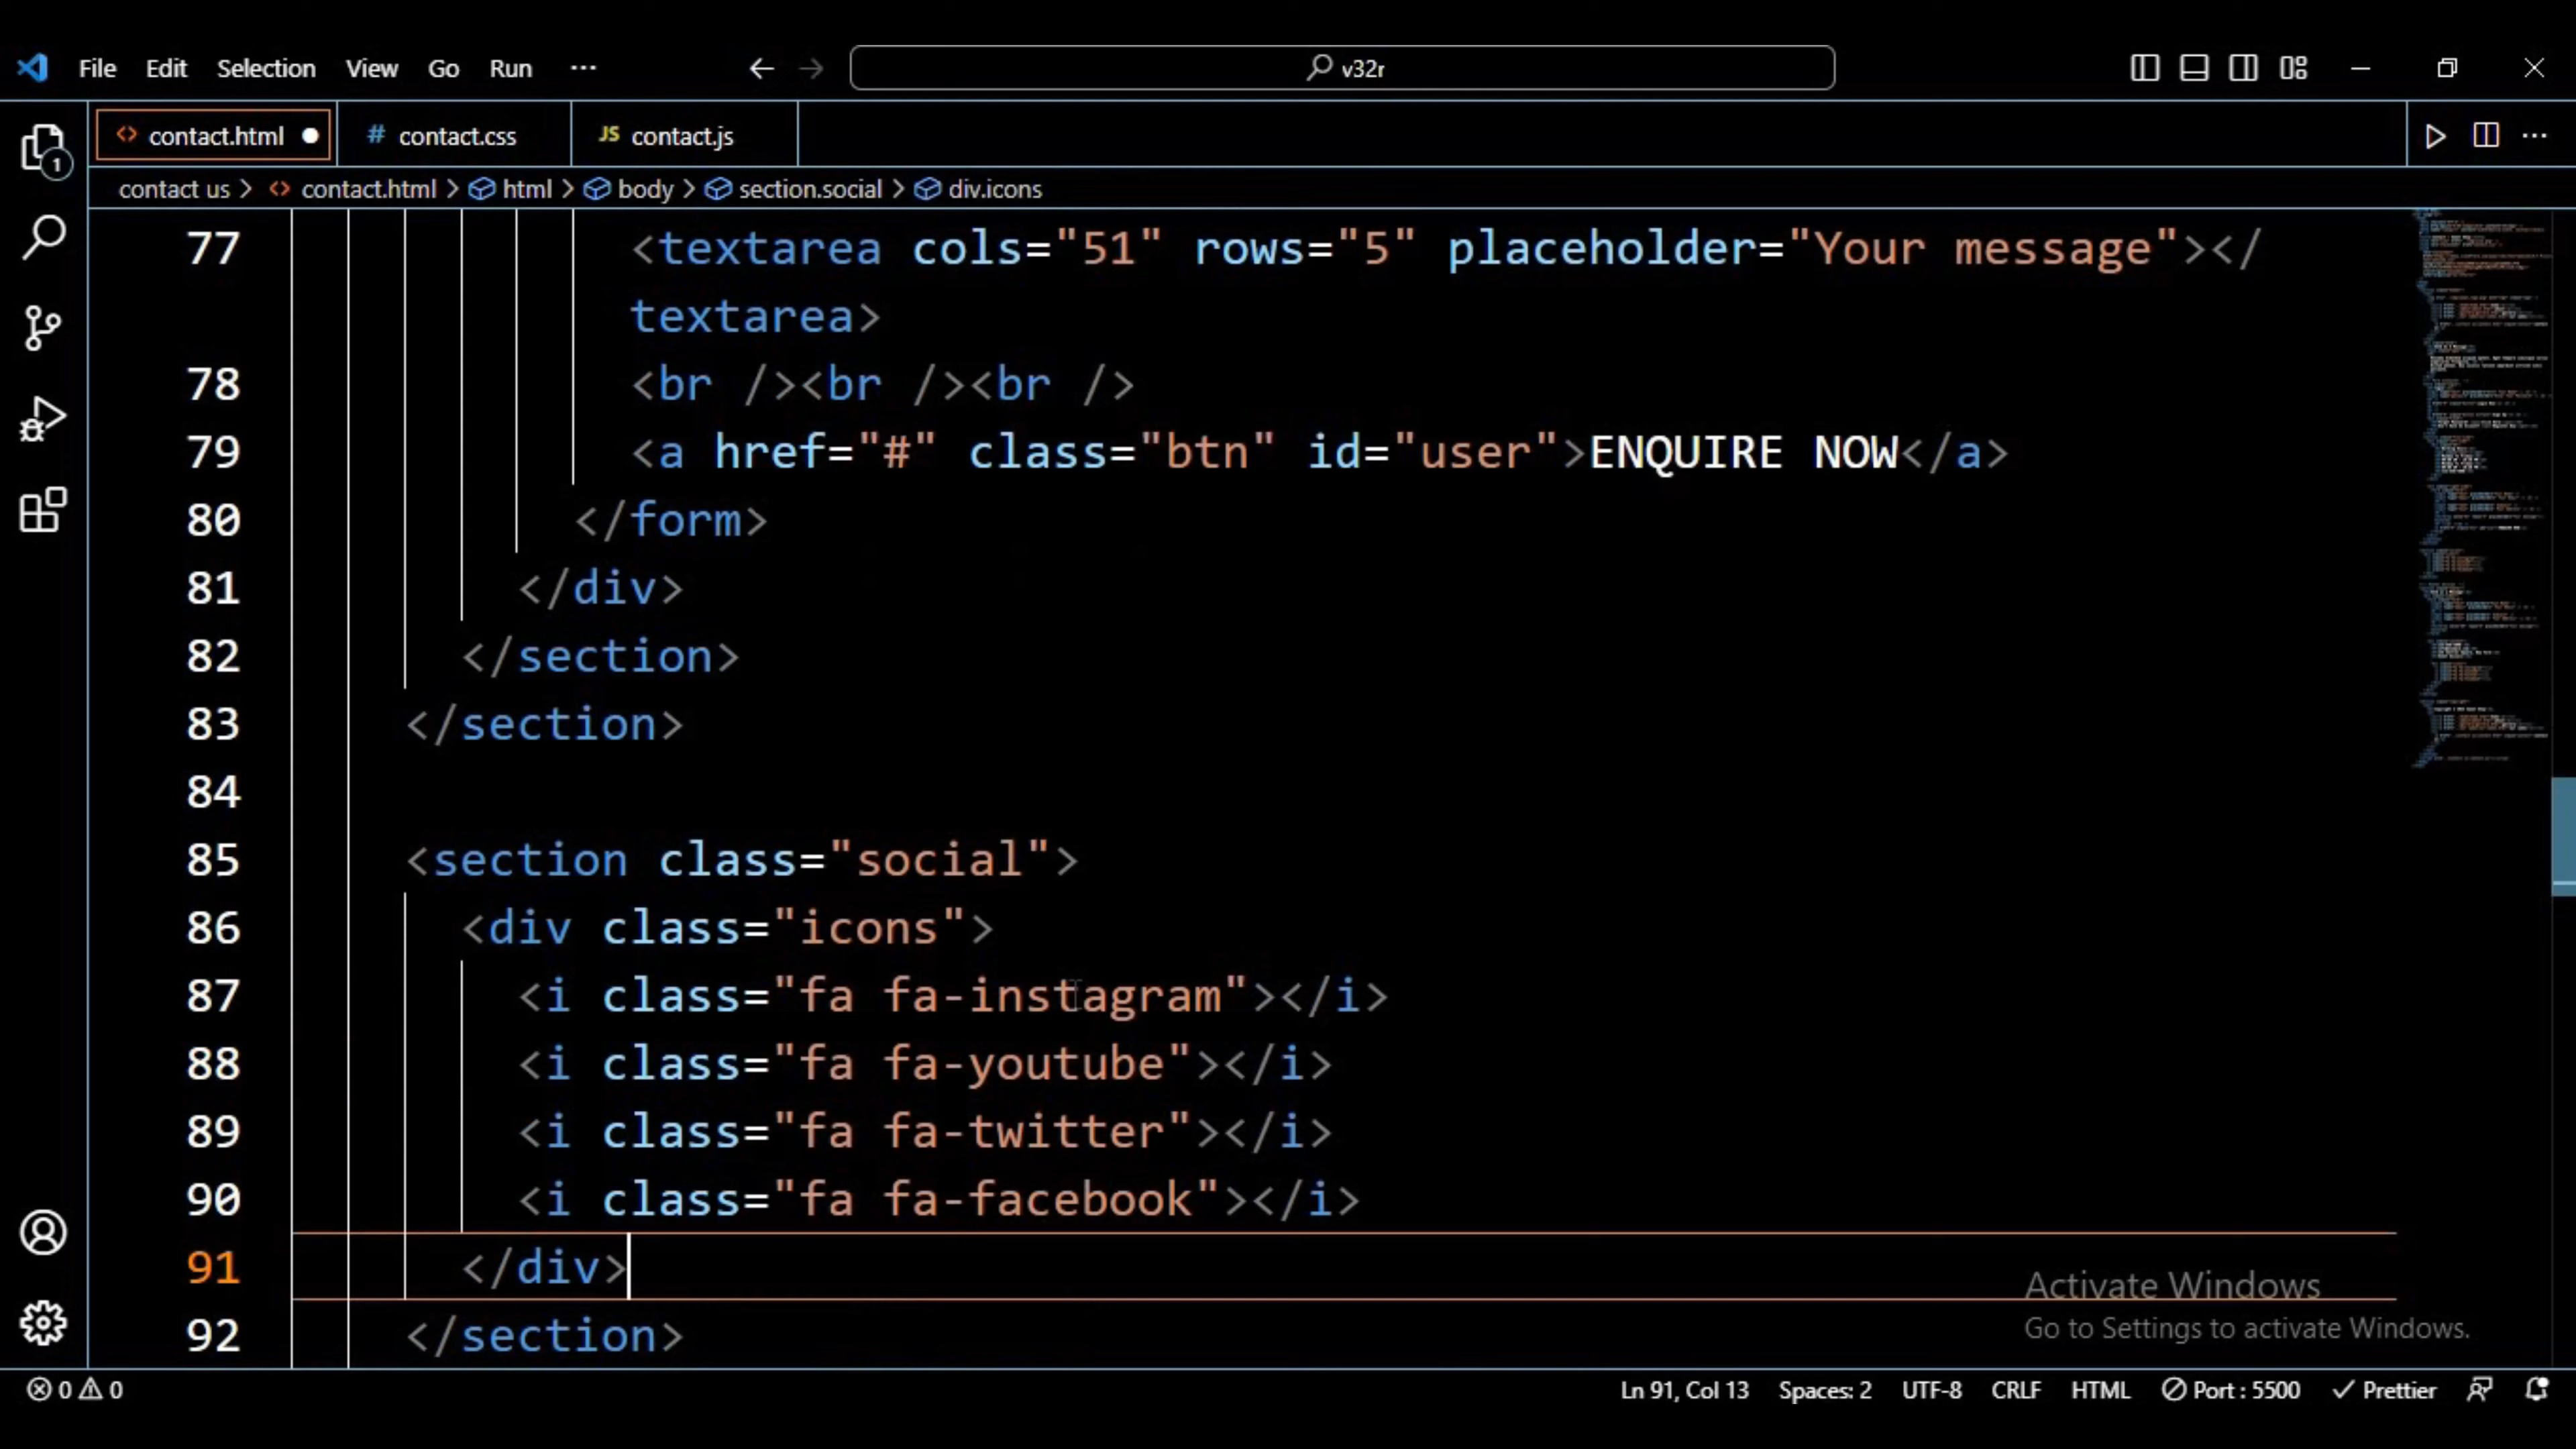 File Edit Selection View Go Run ··· v32r
contact.html contact.css JS contact.js
contact us > contact.html > html > body > section.social > div.icons
77 <textarea cols="51" rows="5" placeholder="Your message"></
textarea>
78 <br /><br /><br />
79 <a href="#" class="btn" id="user">ENQUIRE NOW</a>
80 </form>
81 </div>
82 </section>
83 </section>
84
85 <section class="social">
86 <div class="icons">
87 <i class="fa fa-instagram"></i>
88 <i class="fa fa-youtube"></i>
89 <i class="fa fa-twitter"></i>
90 <i class="fa fa-facebook"></i>
91 </div>
92 </section>
1
Activate Windows
Go to Settings to activate Windows.
0 0 Ln 91, Col 13 Spaces: 2 UTF-8 CRLF HTML Port : 5500 Prettier